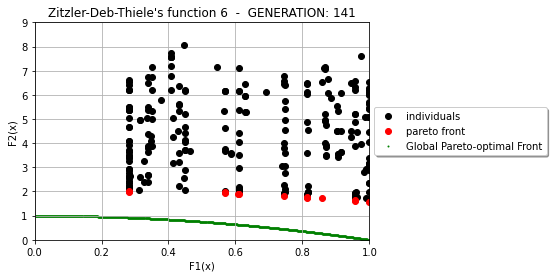 Zitzler-Deb-Thiele's function 6 - GENERATION: 141
9
8
7
6
5
4
3
2
1
0
F2(x)
0.0 0.2 0.4 0.6 0.8 1.0
F1(x)
individuals
pareto front
Global Pareto-optimal Front